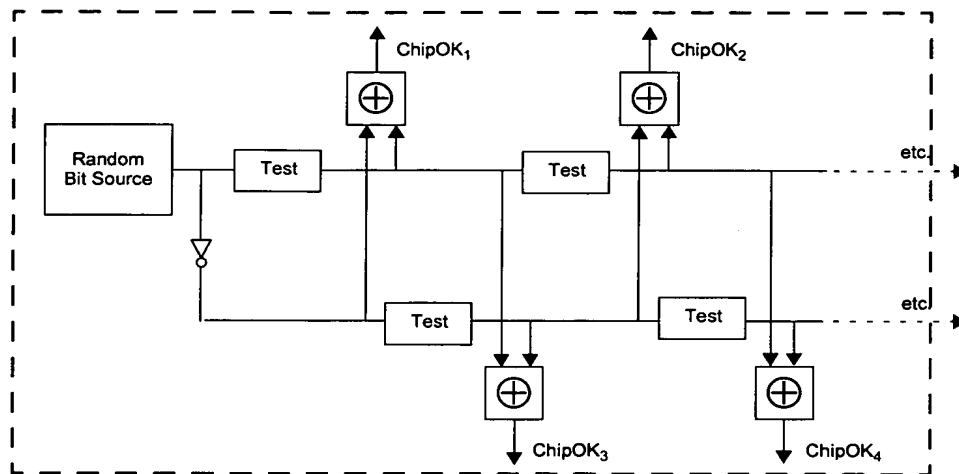 ChipOK1
ChipOK2
Random
Bit Source
Test
Test
etc.
Test
Test
etc.
ChipOK3
ChipOK4